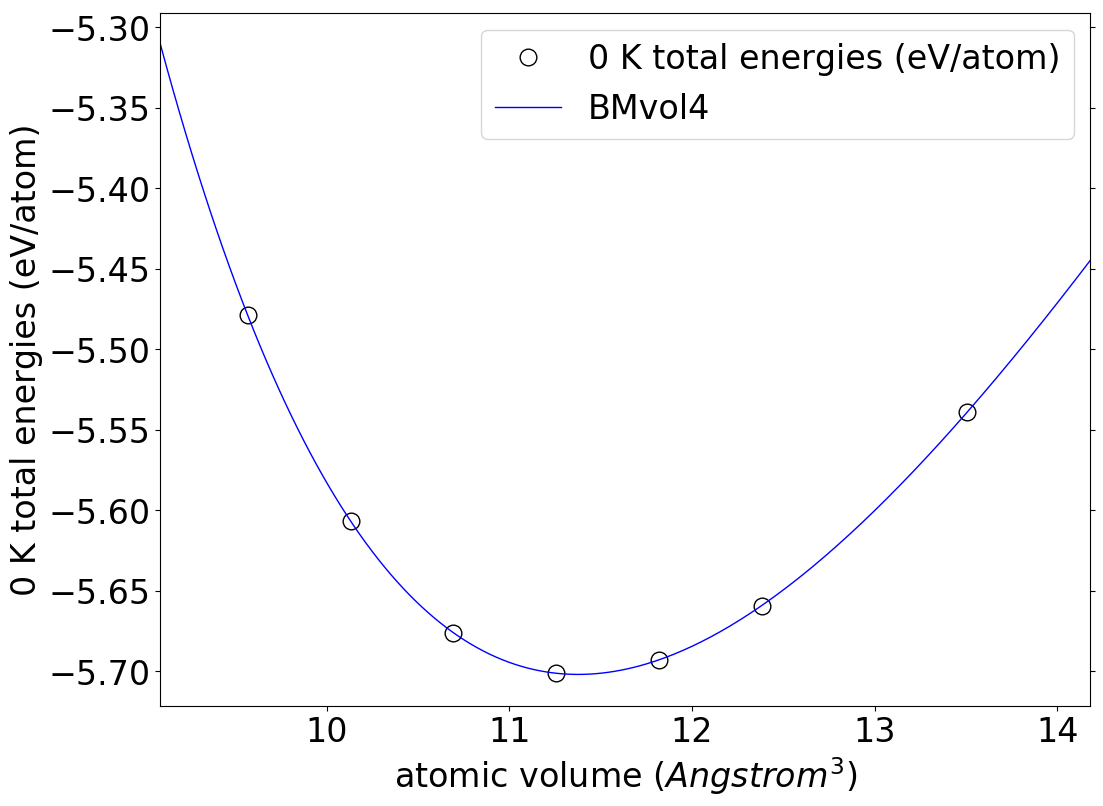 0 K total energies (eV/atom)
BMvol4
0 K total energies (eV/atom)
−5.30
−5.35
−5.40
−5.45
−5.50
−5.55
−5.60
−5.65
−5.70
10 11 12 13 14
atomic volume (Angstrom³)